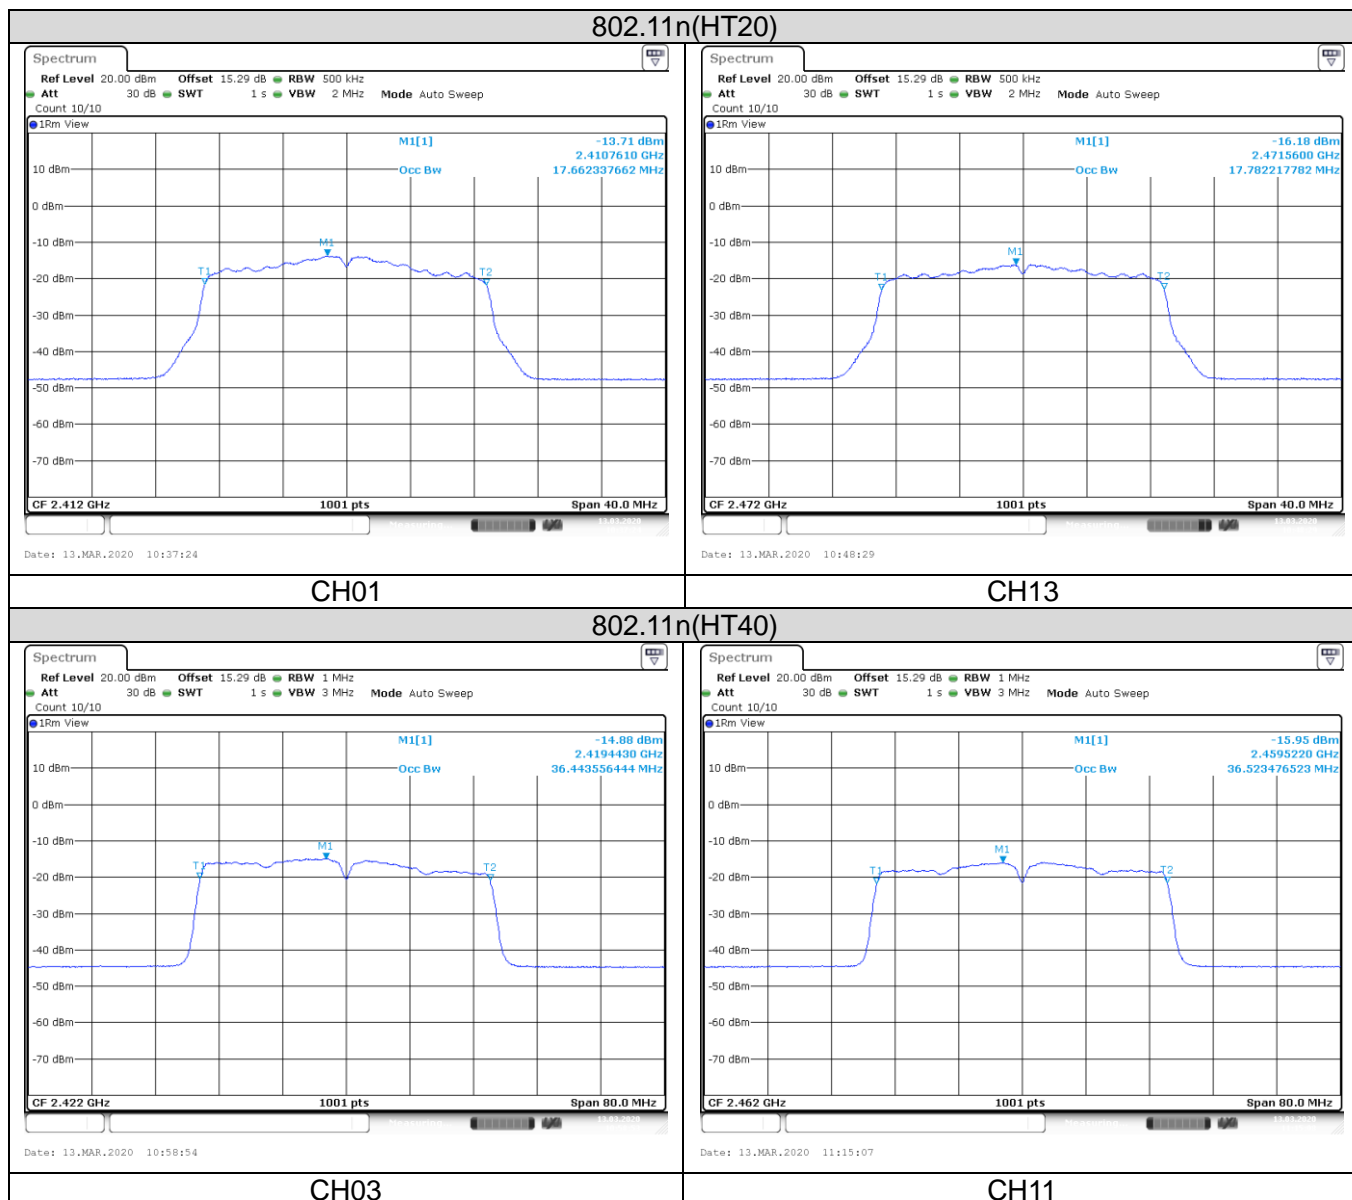 802.11n(HT20)
Spectrum
Ref Level 20.00 dBm Offset 15.29 dB RBW 500 kHz
Att 30 dB SWT 1 s VBW 2 MHz Mode Auto Sweep
Count 10/10
1Rm View
M1[1] -13.71 dBm
2.4107610 GHz
Occ Bw 17.662337662 MHz
10 dBm
0 dBm
-10 dBm
M1
T1
T2
-20 dBm
-30 dBm
-40 dBm
-50 dBm
-60 dBm
-70 dBm
CF 2.412 GHz 1001 pts Span 40.0 MHz
Measuring 13.03.2020
Date: 13.MAR.2020 10:37:24
CH01
Spectrum
Ref Level 20.00 dBm Offset 15.29 dB RBW 500 kHz
Att 30 dB SWT 1 s VBW 2 MHz Mode Auto Sweep
Count 10/10
1Rm View
M1[1] -16.18 dBm
2.4715600 GHz
Occ Bw 17.782217782 MHz
10 dBm
0 dBm
-10 dBm
M1
T1
T2
-20 dBm
-30 dBm
-40 dBm
-50 dBm
-60 dBm
-70 dBm
CF 2.472 GHz 1001 pts Span 40.0 MHz
Measuring 13.03.2020
Date: 13.MAR.2020 10:48:29
CH13
802.11n(HT40)
Spectrum
Ref Level 20.00 dBm Offset 15.29 dB RBW 1 MHz
Att 30 dB SWT 1 s VBW 3 MHz Mode Auto Sweep
Count 10/10
1Rm View
M1[1] -14.88 dBm
2.4194430 GHz
Occ Bw 36.443556444 MHz
10 dBm
0 dBm
-10 dBm
M1
T1
T2
-20 dBm
-30 dBm
-40 dBm
-50 dBm
-60 dBm
-70 dBm
CF 2.422 GHz 1001 pts Span 80.0 MHz
Measuring 13.03.2020
Date: 13.MAR.2020 10:58:54
CH03
Spectrum
Ref Level 20.00 dBm Offset 15.29 dB RBW 1 MHz
Att 30 dB SWT 1 s VBW 3 MHz Mode Auto Sweep
Count 10/10
1Rm View
M1[1] -15.95 dBm
2.4595220 GHz
Occ Bw 36.523476523 MHz
10 dBm
0 dBm
-10 dBm
M1
T1
T2
-20 dBm
-30 dBm
-40 dBm
-50 dBm
-60 dBm
-70 dBm
CF 2.462 GHz 1001 pts Span 80.0 MHz
Measuring 13.03.2020
Date: 13.MAR.2020 11:15:07
CH11